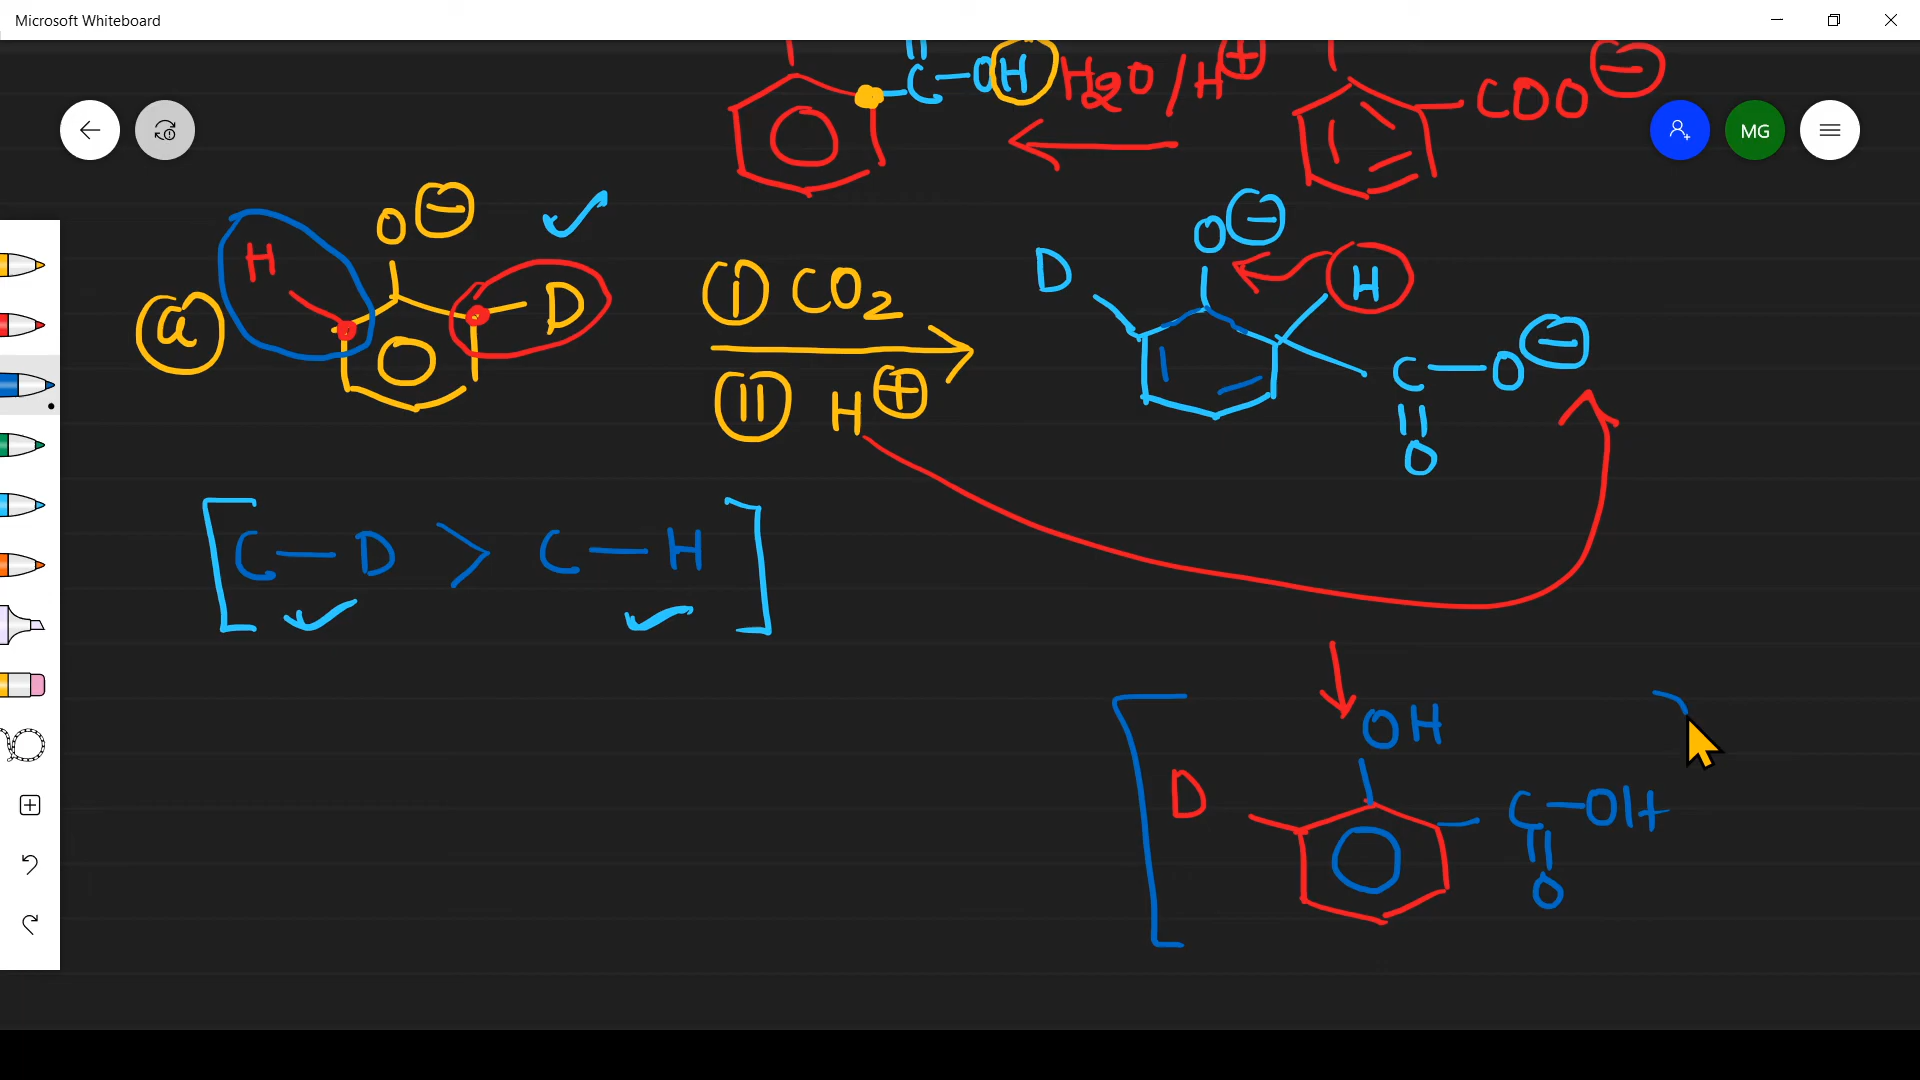 Microsoft Whiteboard
C-OH H2O/H+
COO-
MG
H O- D
(a)
(i) CO2
(ii) H+
D O- H
C-O-
O
[C-D > C-H]
OH
D C-OH
O